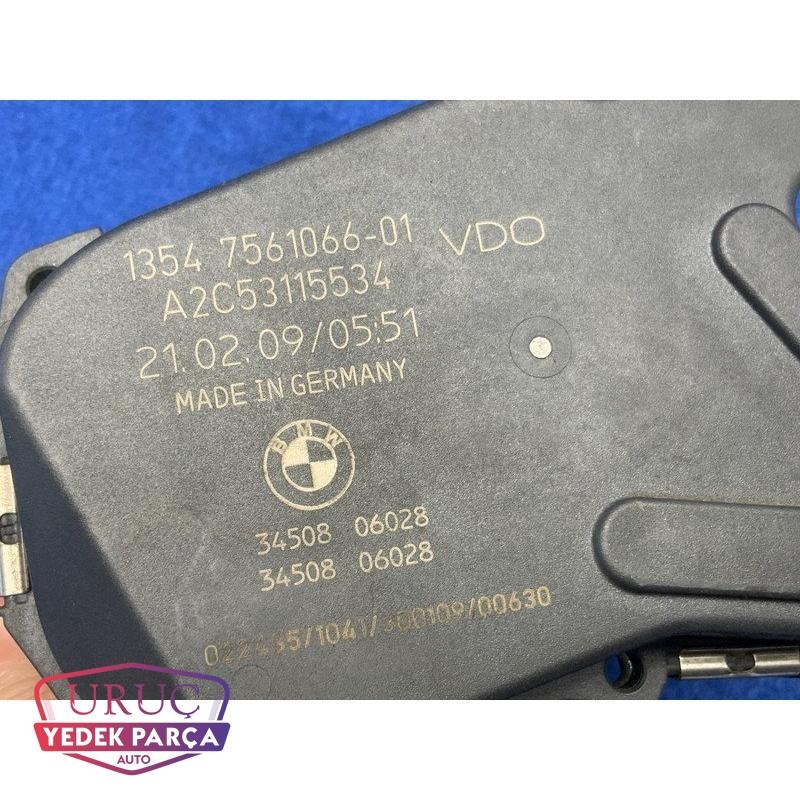 1354 7561066-01 VDO
A2C53115534
21.02.09/05:51
MADE IN GERMANY
BMW
34508 06028
34508 06028
URUÇ
YEDEK PARÇA
AUTO